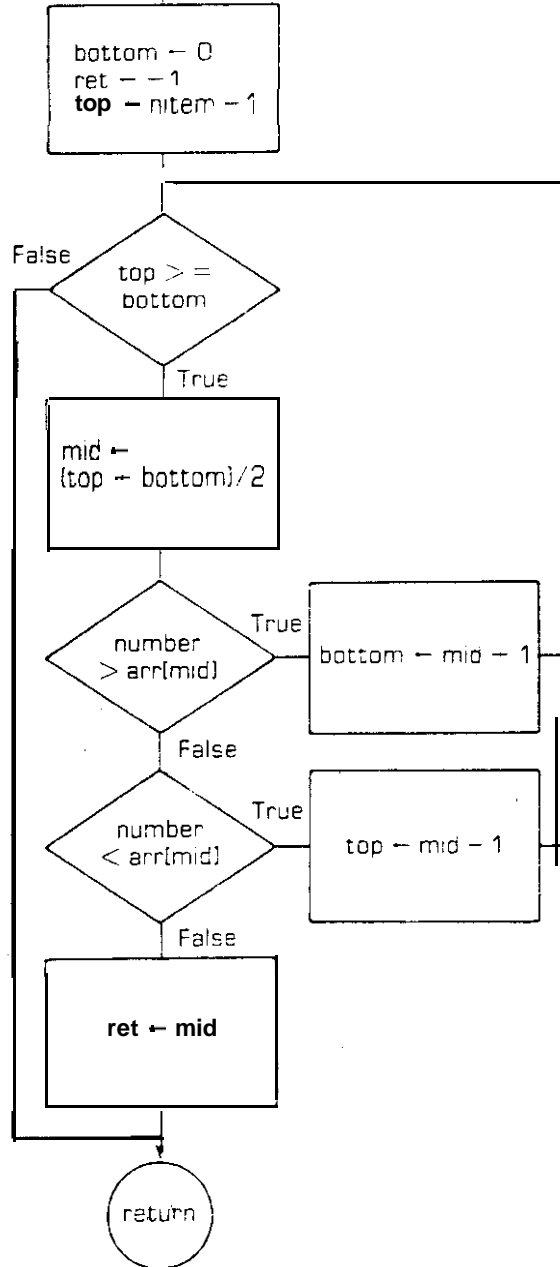 bottom ← 0
ret ← -1
top ← nitem - 1
False
top > =
bottom
True
mid ←
(top + bottom)/2
number
> arr[mid]
True
bottom ← mid - 1
False
number
< arr[mid]
True
top ← mid - 1
False
ret ← mid
return